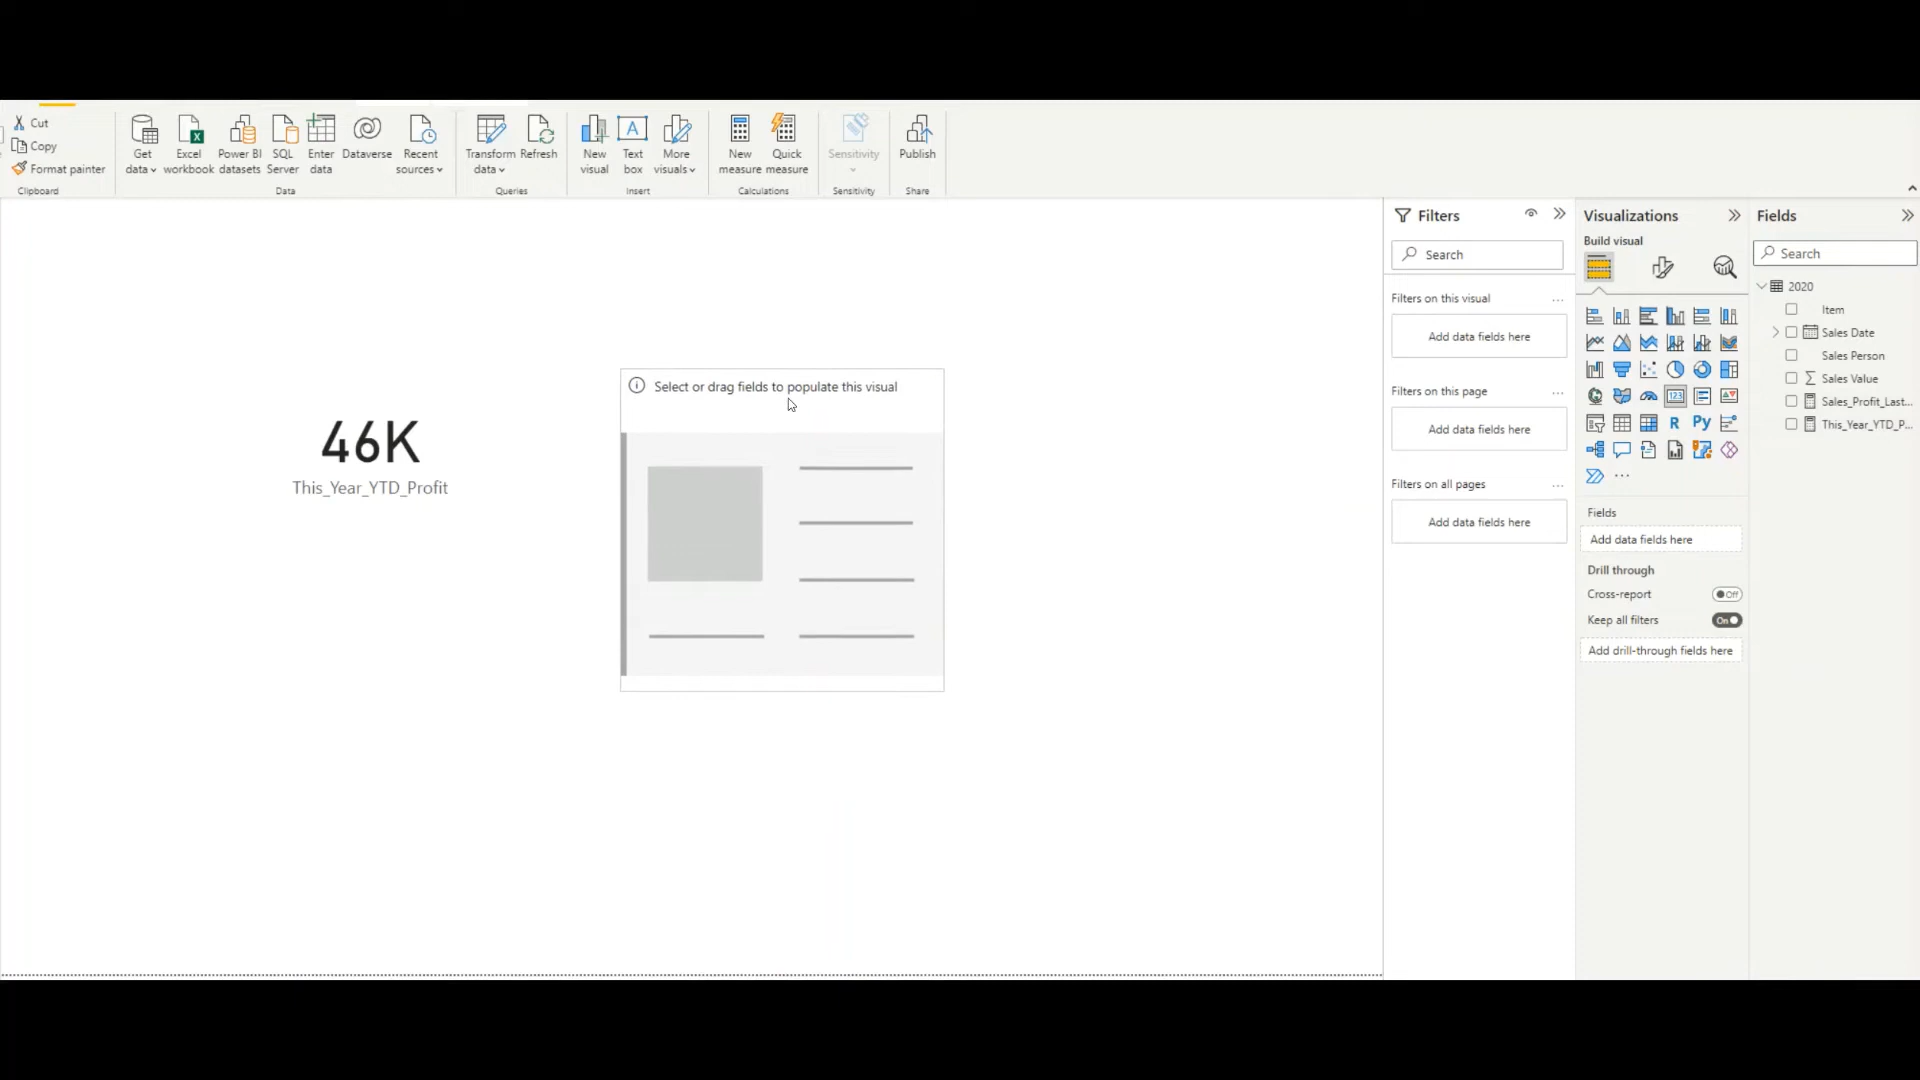 Cut
Copy
Format painter
Clipboard
Get data
Excel workbook
Power BI datasets
SQL Server
Enter data
Dataverse
Recent sources
Data
Transform data
Refresh
Queries
New visual
Text box
More visuals
Insert
New measure
Quick measure
Calculations
Sensitivity
Sensitivity
Publish
Share
46K
This_Year_YTD_Profit
Select or drag fields to populate this visual
Filters
Search
Filters on this visual
Add data fields here
Filters on this page
Add data fields here
Filters on all pages
Add data fields here
Visualizations
Build visual
123
R
Py
Fields
Add data fields here
Drill through
Cross-report
Off
Keep all filters
On
Add drill-through fields here
Fields
Search
2020
Item
Sales Date
Sales Person
Sales Value
Sales_Profit_Last...
This_Year_YTD_P...